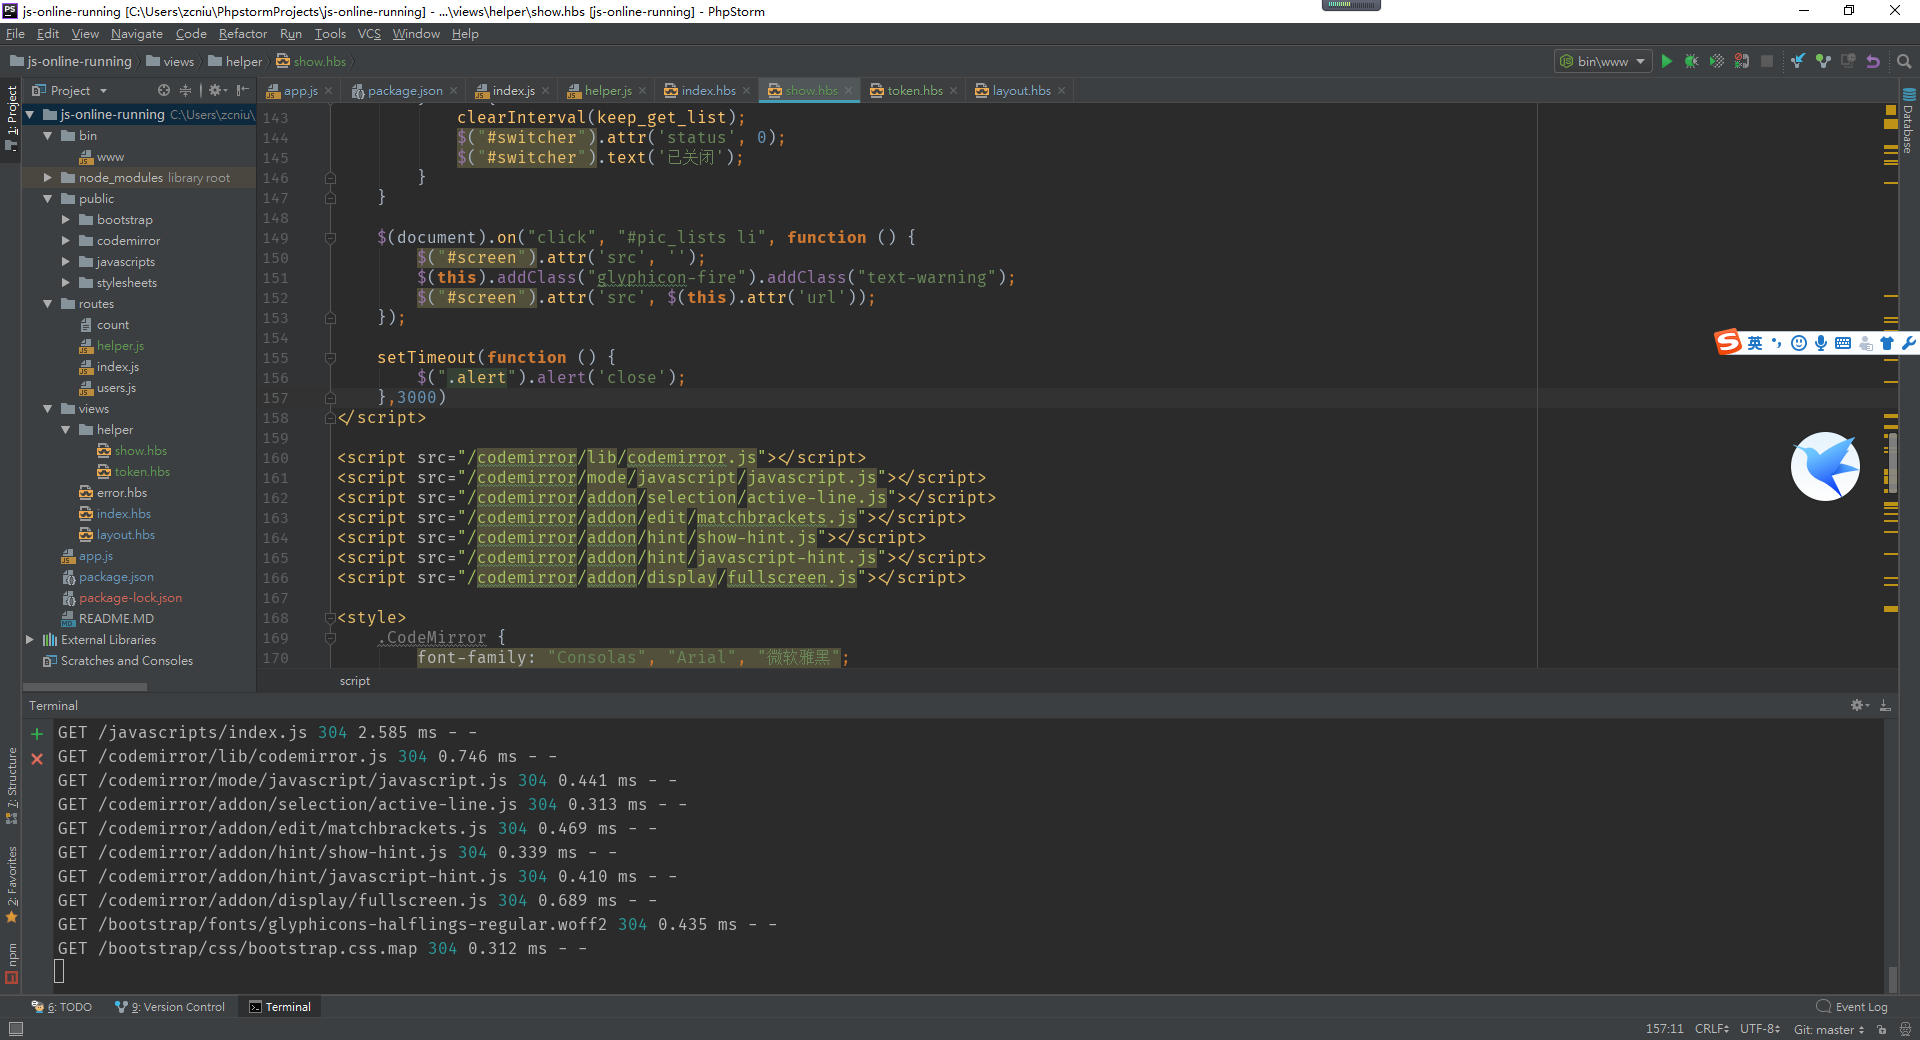 js-online-running [C:\Users\zcniu\PhpstormProjects\js-online-running] - ...\views\helper\show.hbs [js-online-running] - PhpStorm
File Edit View Navigate Code Refactor Run Tools VCS Window Help
js-online-running views helper show.hbs bin\www
Project app.js package.json index.js helper.js index.hbs show.hbs token.hbs layout.hbs
1: Project
js-online-running C:\Users\zcniu\
bin
www
node_modules library root
public
bootstrap
codemirror
javascripts
stylesheets
routes
count
helper.js
index.js
users.js
views
helper
show.hbs
token.hbs
error.hbs
index.hbs
layout.hbs
app.js
package.json
package-lock.json
README.MD
External Libraries
Scratches and Consoles
143 clearInterval(keep_get_list);
144 $("#switcher").attr('status', 0);
145 $("#switcher").text('已关闭');
146 }
147 }
148
149 $(document).on("click", "#pic_lists li", function () {
150 $("#screen").attr('src', '');
151 $(this).addClass("glyphicon-fire").addClass("text-warning");
152 $("#screen").attr('src', $(this).attr('url'));
153 });
154
155 setTimeout(function () {
156 $(".alert").alert('close');
157 },3000)
158 </script>
159
160 <script src="/codemirror/lib/codemirror.js"></script>
161 <script src="/codemirror/mode/javascript/javascript.js"></script>
162 <script src="/codemirror/addon/selection/active-line.js"></script>
163 <script src="/codemirror/addon/edit/matchbrackets.js"></script>
164 <script src="/codemirror/addon/hint/show-hint.js"></script>
165 <script src="/codemirror/addon/hint/javascript-hint.js"></script>
166 <script src="/codemirror/addon/display/fullscreen.js"></script>
167
168 <style>
169 .CodeMirror {
170 font-family: "Consolas", "Arial", "微软雅黑";
script
Database
英
Terminal
GET /javascripts/index.js 304 2.585 ms - -
GET /codemirror/lib/codemirror.js 304 0.746 ms - -
GET /codemirror/mode/javascript/javascript.js 304 0.441 ms - -
GET /codemirror/addon/selection/active-line.js 304 0.313 ms - -
GET /codemirror/addon/edit/matchbrackets.js 304 0.469 ms - -
GET /codemirror/addon/hint/show-hint.js 304 0.339 ms - -
GET /codemirror/addon/hint/javascript-hint.js 304 0.410 ms - -
GET /codemirror/addon/display/fullscreen.js 304 0.689 ms - -
GET /bootstrap/fonts/glyphicons-halflings-regular.woff2 304 0.435 ms - -
GET /bootstrap/css/bootstrap.css.map 304 0.312 ms - -
7: Structure
2: Favorites
npm
6: TODO 9: Version Control Terminal Event Log
157:11 CRLF UTF-8 Git: master